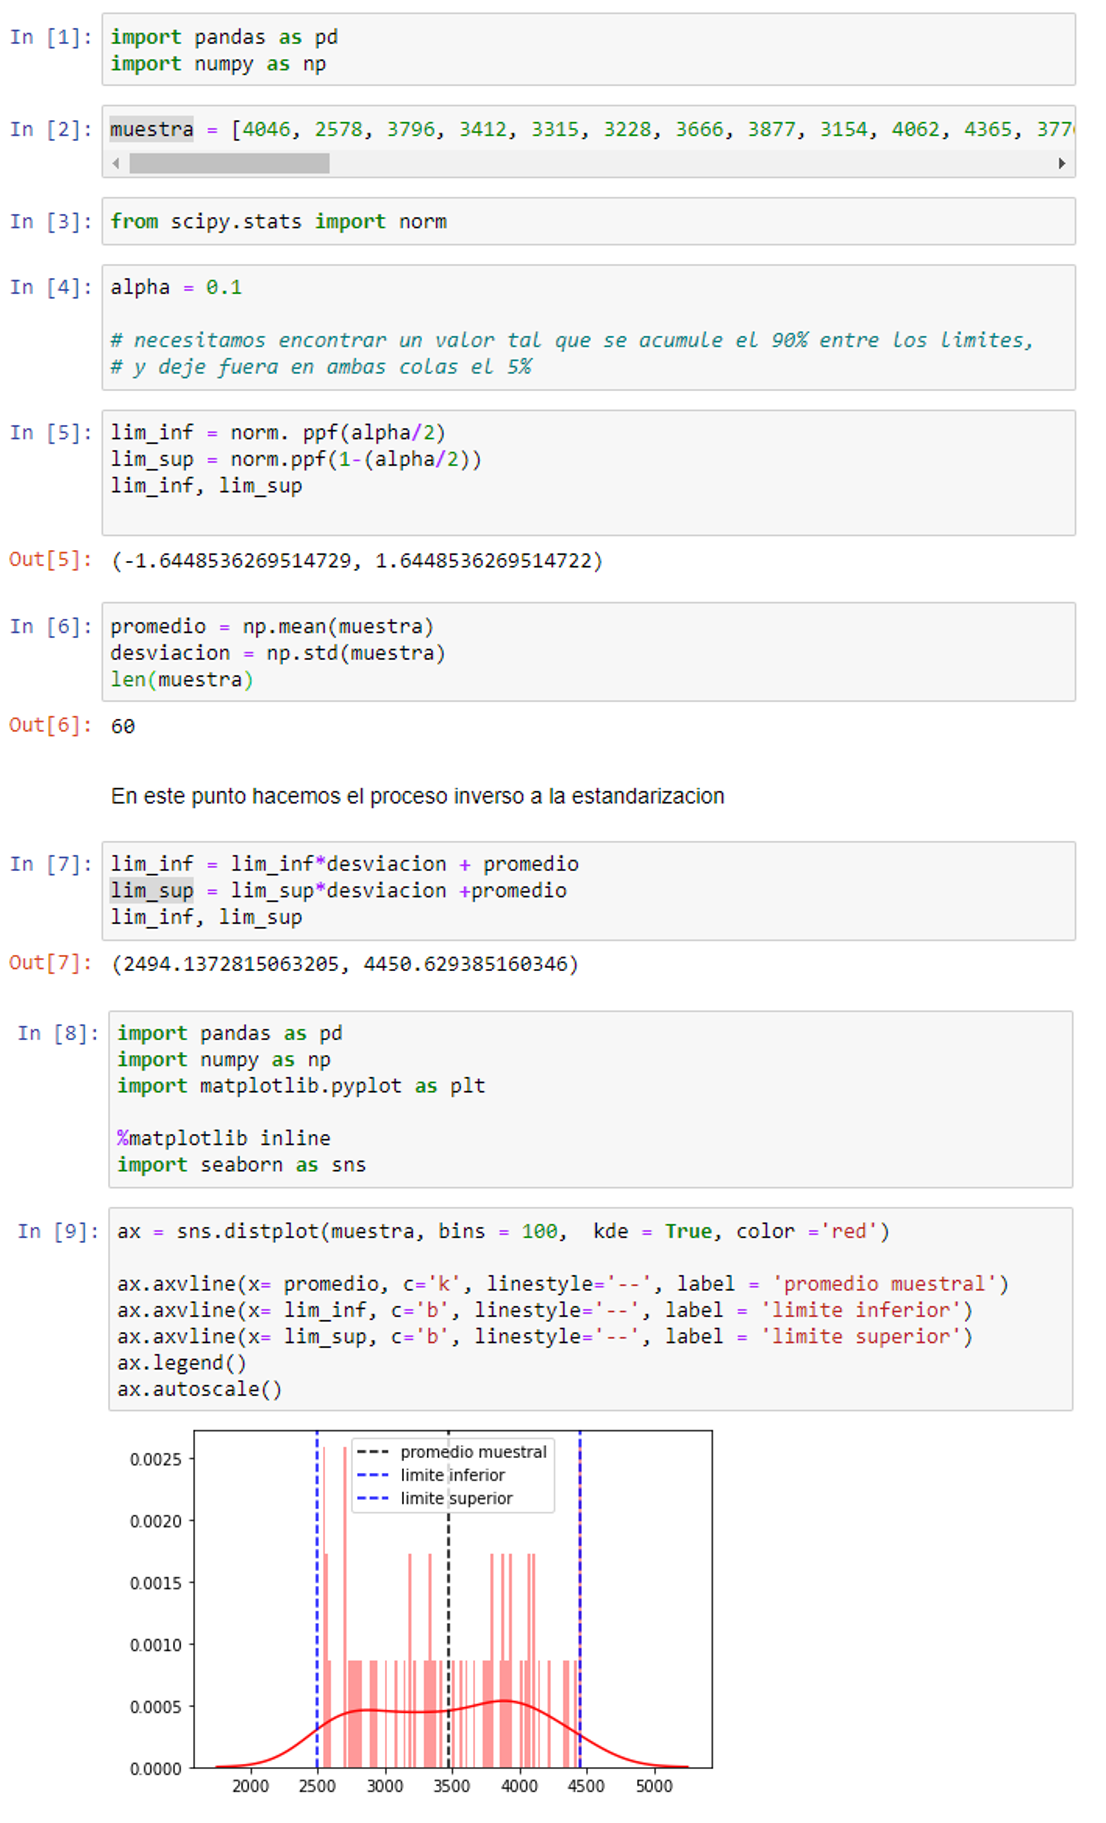 In [1]: import pandas as pd
import numpy as np
In [2]: muestra = [4046, 2578, 3796, 3412, 3315, 3228, 3666, 3877, 3154, 4062, 4365,
In [3]: from scipy.stats import norm
In [4]: alpha = 0.1
# necesitamos encontrar un valor tal que se acumule el 90% entre los limites,
# y deje fuera en ambas colas el 5%
In [5]: lim_inf = norm. ppf(alpha/2)
lim_sup = norm.ppf(1-(alpha/2))
lim_inf, lim_sup
Out[5]: (-1.6448536269514729, 1.6448536269514722)
In [6]: promedio = np.mean(muestra)
desviacion = np.std(muestra)
len(muestra)
Out[6]: 60
En este punto hacemos el proceso inverso a la estandarizacion
In [7]: lim_inf = lim_inf*desviacion + promedio
lim_sup = lim_sup*desviacion +promedio
lim_inf, lim_sup
Out[7]: (2494.1372815063205, 4450.629385160346)
In [8]: import pandas as pd
import numpy as np
import matplotlib.pyplot as plt
%matplotlib inline
import seaborn as sns
In [9]: ax = sns.distplot(muestra, bins = 100,  kde = True, color ='red')
ax.axvline(x= promedio, c='k', linestyle='--', label = 'promedio muestral')
ax.axvline(x= lim_inf, c='b', linestyle='--', label = 'limite inferior')
ax.axvline(x= lim_sup, c='b', linestyle='--', label = 'limite superior')
ax.legend()
ax.autoscale()
promedio muestral
limite inferior
limite superior
0.0025
0.0020
0.0015
0.0010
0.0005
0.0000
2000 2500 3000 3500 4000 4500 5000